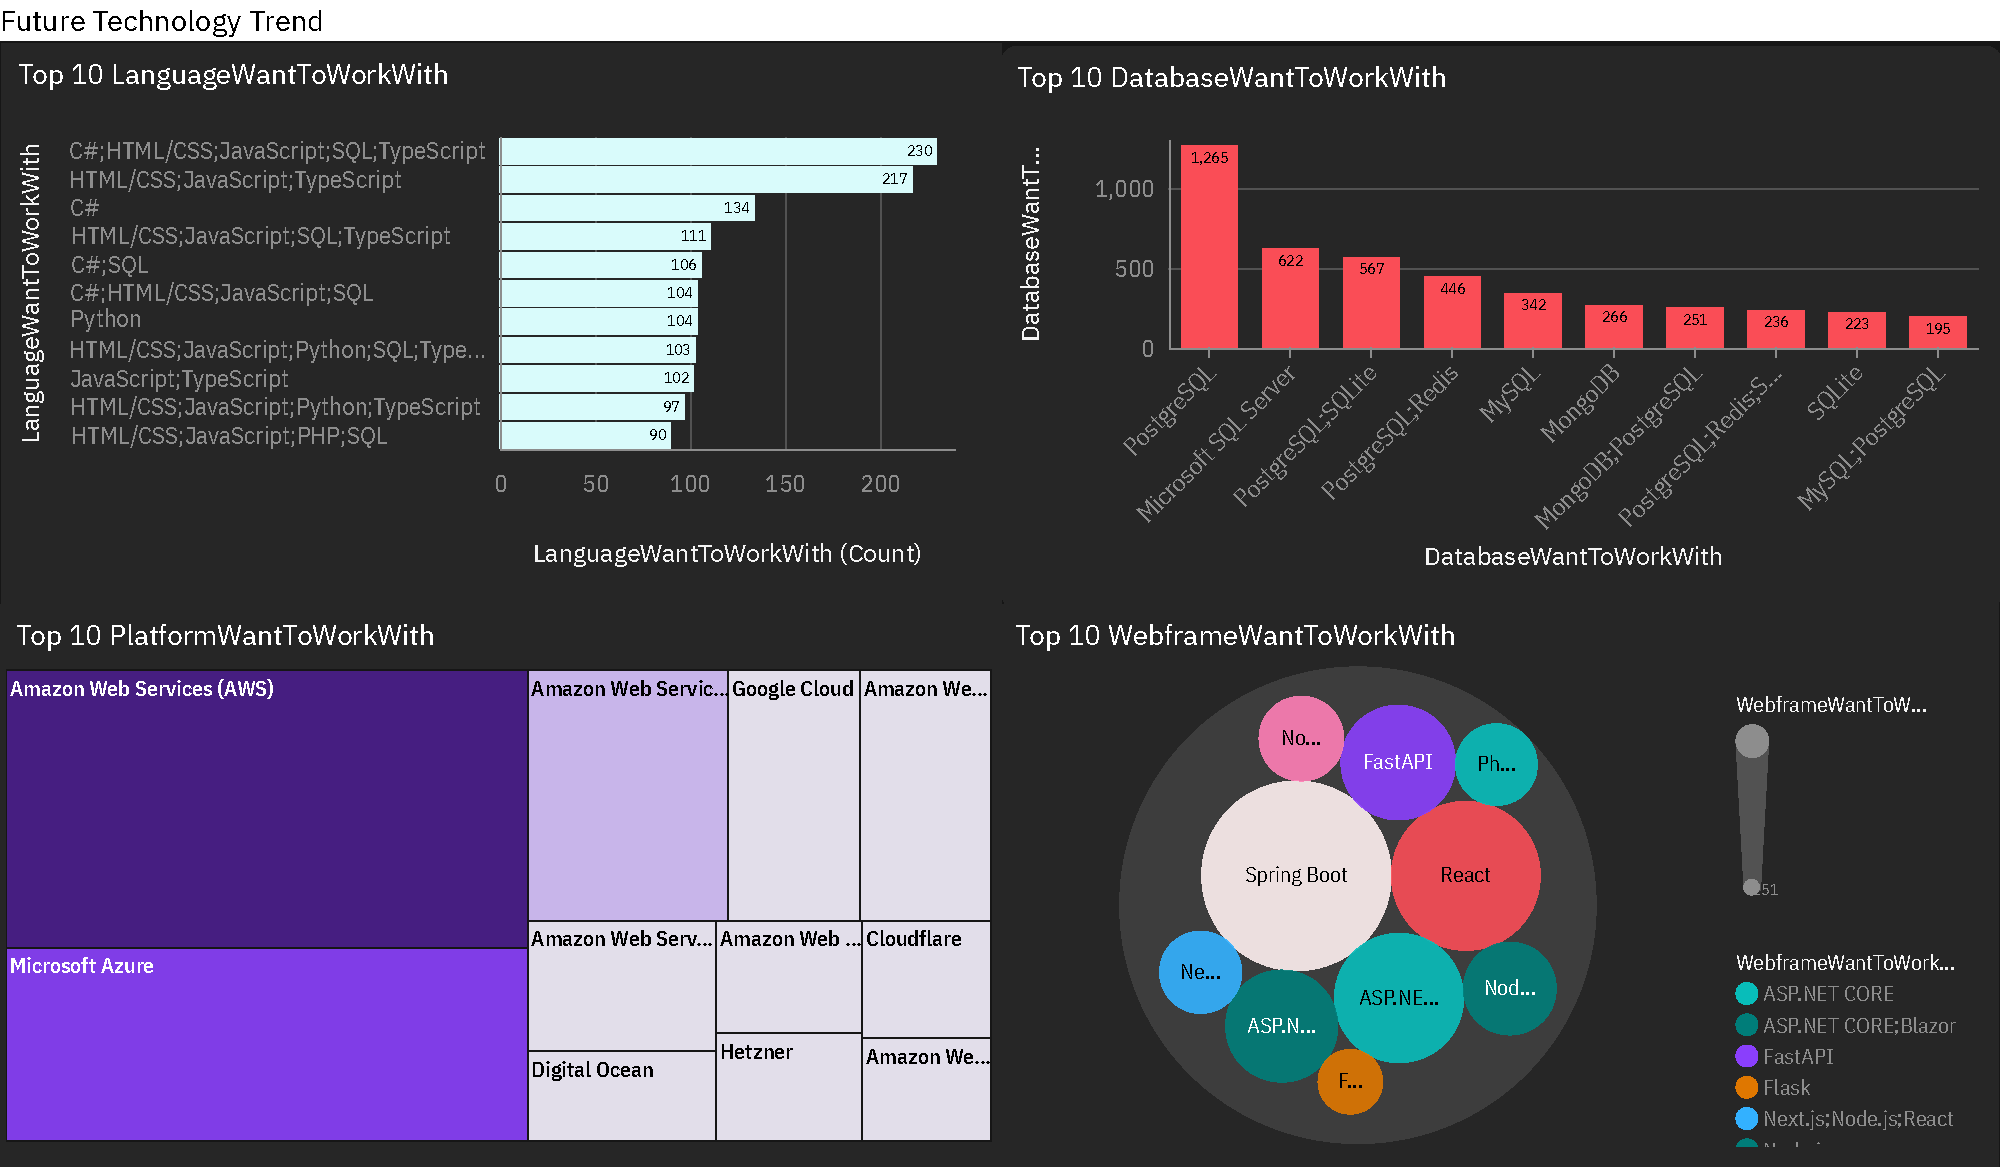 Future Technology Trend
Top 10 LanguageWantToWorkWith
LanguageWantToWorkWith
C#;HTML/CSS;JavaScript;SQL;TypeScript 230
HTML/CSS;JavaScript;TypeScript 217
C# 134
HTML/CSS;JavaScript;SQL;TypeScript 111
C#;SQL 106
C#;HTML/CSS;JavaScript;SQL 104
Python 104
HTML/CSS;JavaScript;Python;SQL;Type... 103
JavaScript;TypeScript 102
HTML/CSS;JavaScript;Python;TypeScript 97
HTML/CSS;JavaScript;PHP;SQL 90
0 50 100 150 200
LanguageWantToWorkWith (Count)
Top 10 DatabaseWantToWorkWith
DatabaseWantT...
1,000
500
0
1,265 622 567 446 342 266 251 236 223 195
PostgreSQL
Microsoft SQL Server
PostgreSQL;SQLite
PostgreSQL;Redis
MySQL
MongoDB
MongoDB;PostgreSQL
PostgreSQL;Redis;S...
SQLite
MySQL;PostgreSQL
DatabaseWantToWorkWith
Top 10 PlatformWantToWorkWith
Amazon Web Services (AWS)
Microsoft Azure
Amazon Web Servic...
Google Cloud
Amazon We...
Amazon Web Serv...
Amazon Web ...
Cloudflare
Digital Ocean
Hetzner
Amazon We...
Top 10 WebframeWantToWorkWith
No...
FastAPI
Ph...
Spring Boot
React
Ne...
ASP.N...
ASP.NE...
Nod...
F...
WebframeWantToW...
WebframeWantToWork...
ASP.NET CORE
ASP.NET CORE;Blazor
FastAPI
Flask
Next.js;Node.js;React